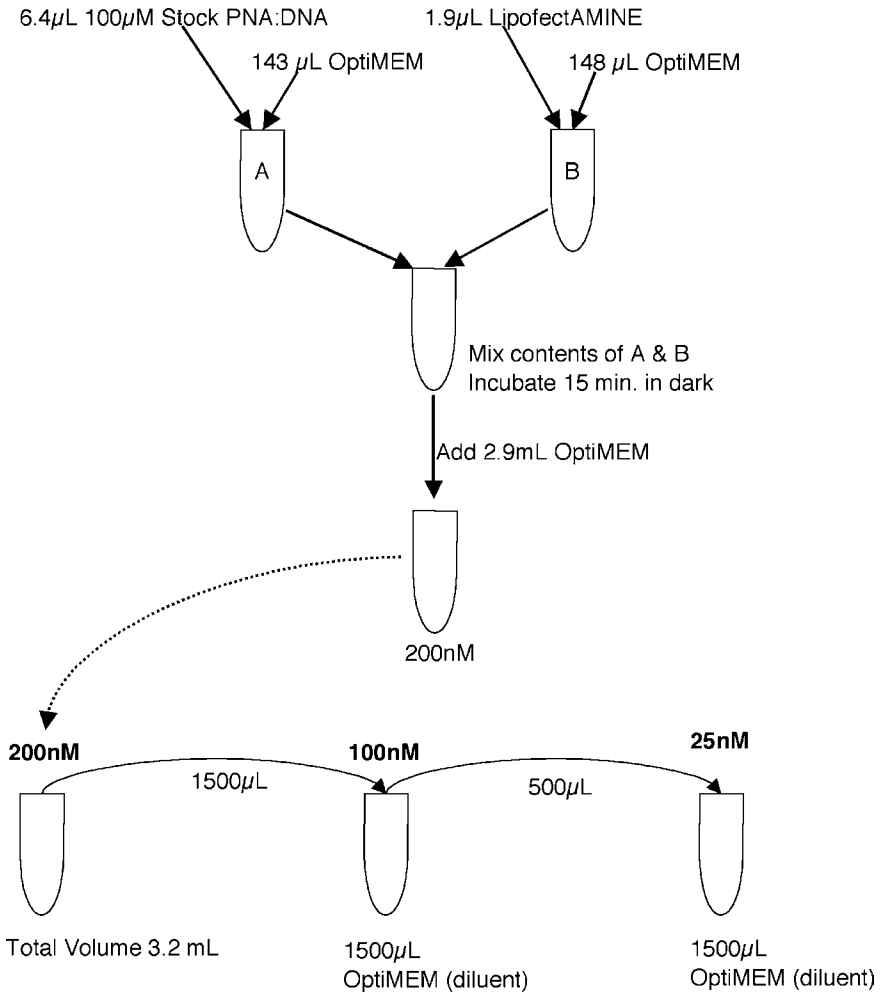 6.4µL 100µM Stock PNA:DNA
1.9µL LipofectAMINE
143 µL OptiMEM
148 µL OptiMEM
A
B
Mix contents of A & B
Incubate 15 min. in dark
Add 2.9mL OptiMEM
200nM
200nM
100nM
25nM
1500µL
500µL
Total Volume 3.2 mL
1500µL
OptiMEM (diluent)
1500µL
OptiMEM (diluent)